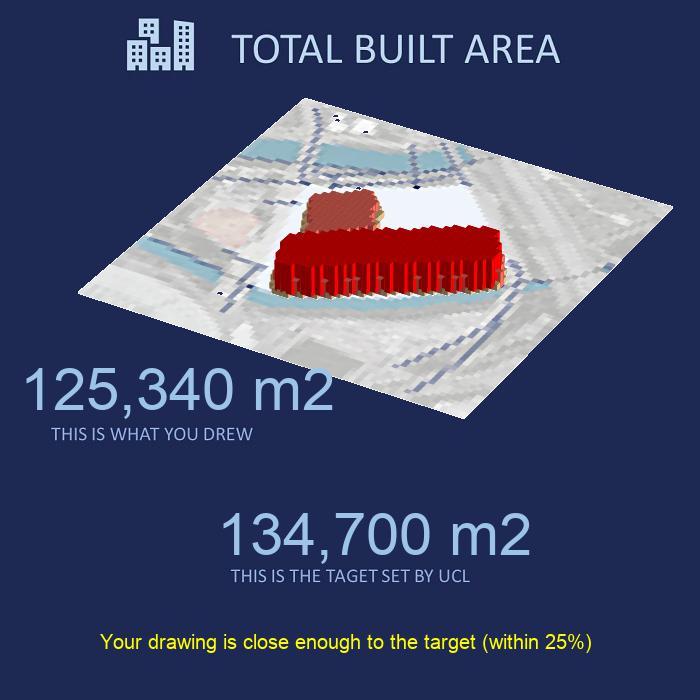 TOTAL BUILT AREA
125,340 m2
THIS IS WHAT YOU DREW
134,700 m2
THIS IS THE TAGET SET BY UCL
Your drawing is close enough to the target (within 25%)